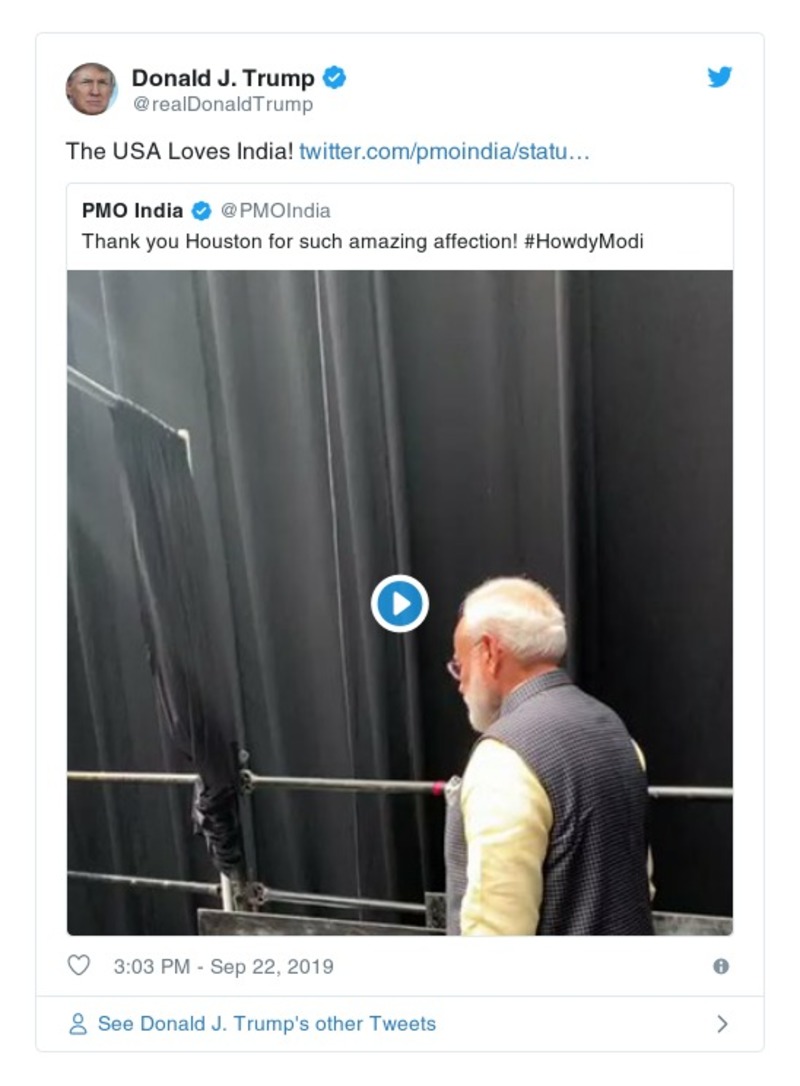 Donald J. Trump
@realDonaldTrump
The USA Loves India! twitter.com/pmoindia/statu…
PMO India @PMOIndia
Thank you Houston for such amazing affection! #HowdyModi
3:03 PM - Sep 22, 2019
See Donald J. Trump's other Tweets